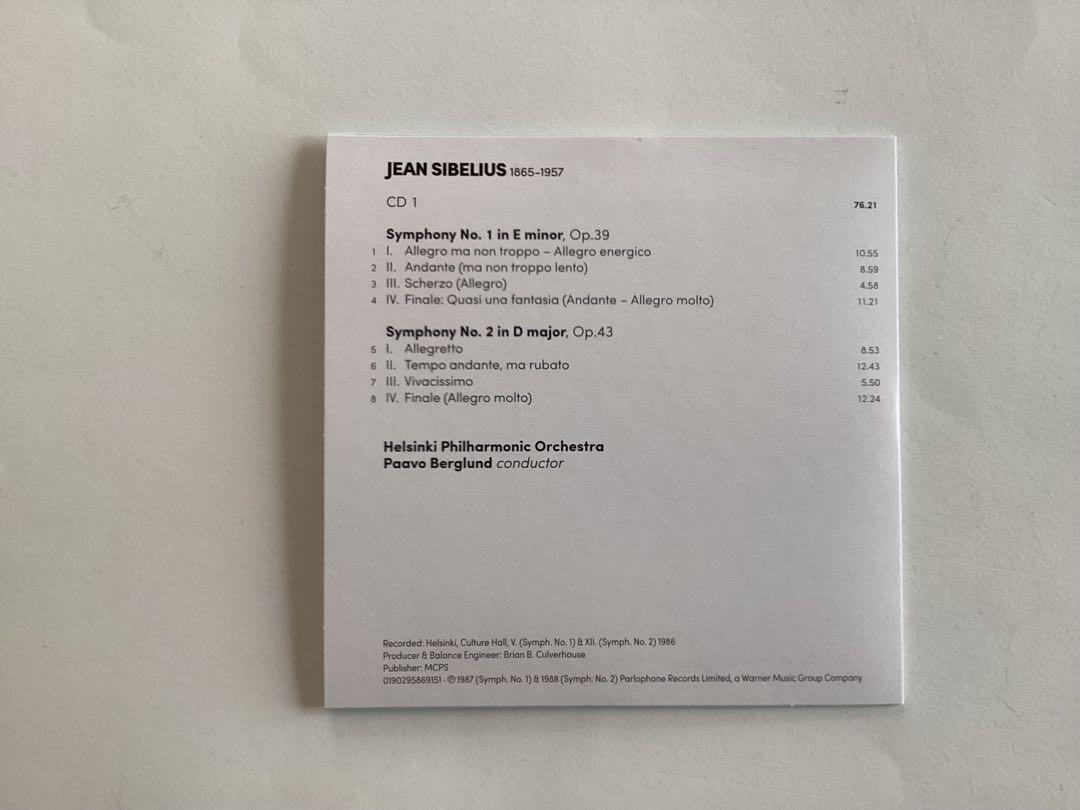 JEAN SIBELIUS 1865–1957
CD 1 76.21
Symphony No. 1 in E minor, Op.39
1 I. Allegro ma non troppo – Allegro energico 10.55
2 II. Andante (ma non troppo lento) 8.59
3 III. Scherzo (Allegro) 4.58
4 IV. Finale: Quasi una fantasia (Andante – Allegro molto) 11.21
Symphony No. 2 in D major, Op.43
5 I. Allegretto 8.53
6 II. Tempo andante, ma rubato 12.43
7 III. Vivacissimo 5.50
8 IV. Finale (Allegro molto) 12.24
Helsinki Philharmonic Orchestra
Paavo Berglund conductor
Recorded: Helsinki, Culture Hall, V. (Symph. No. 1) & XII. (Symph. No. 2) 1986
Producer & Balance Engineer: Brian B. Culverhouse
Publisher: MCPS
0190295869151 · ℗ 1987 (Symph. No. 1) & 1988 (Symph. No. 2) Parlophone Records Limited, a Warner Music Group Company